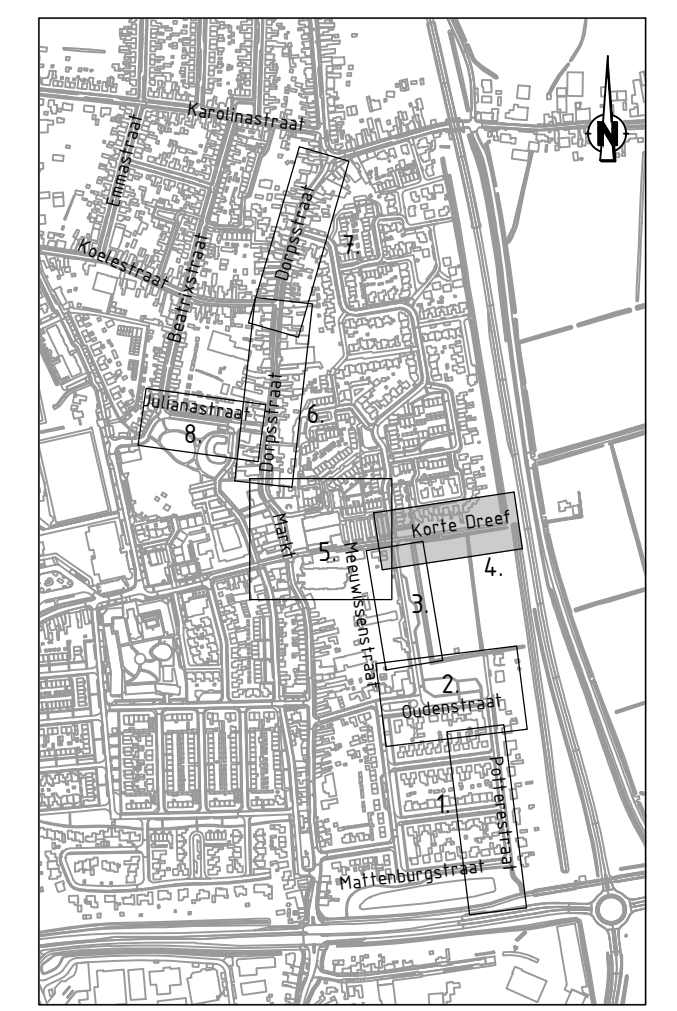 Karolinastraat
N
Emmastraat
Dorpsstraat
7.
Koelestraat
Beatrixstraat
Julianastraat
Dorpsstraat
6.
8.
Markt
Korte Dreef
5.
Meeuwissenstraat
4.
3.
2.
Oudenstraat
Potterestraat
1.
Mattenburgstraat